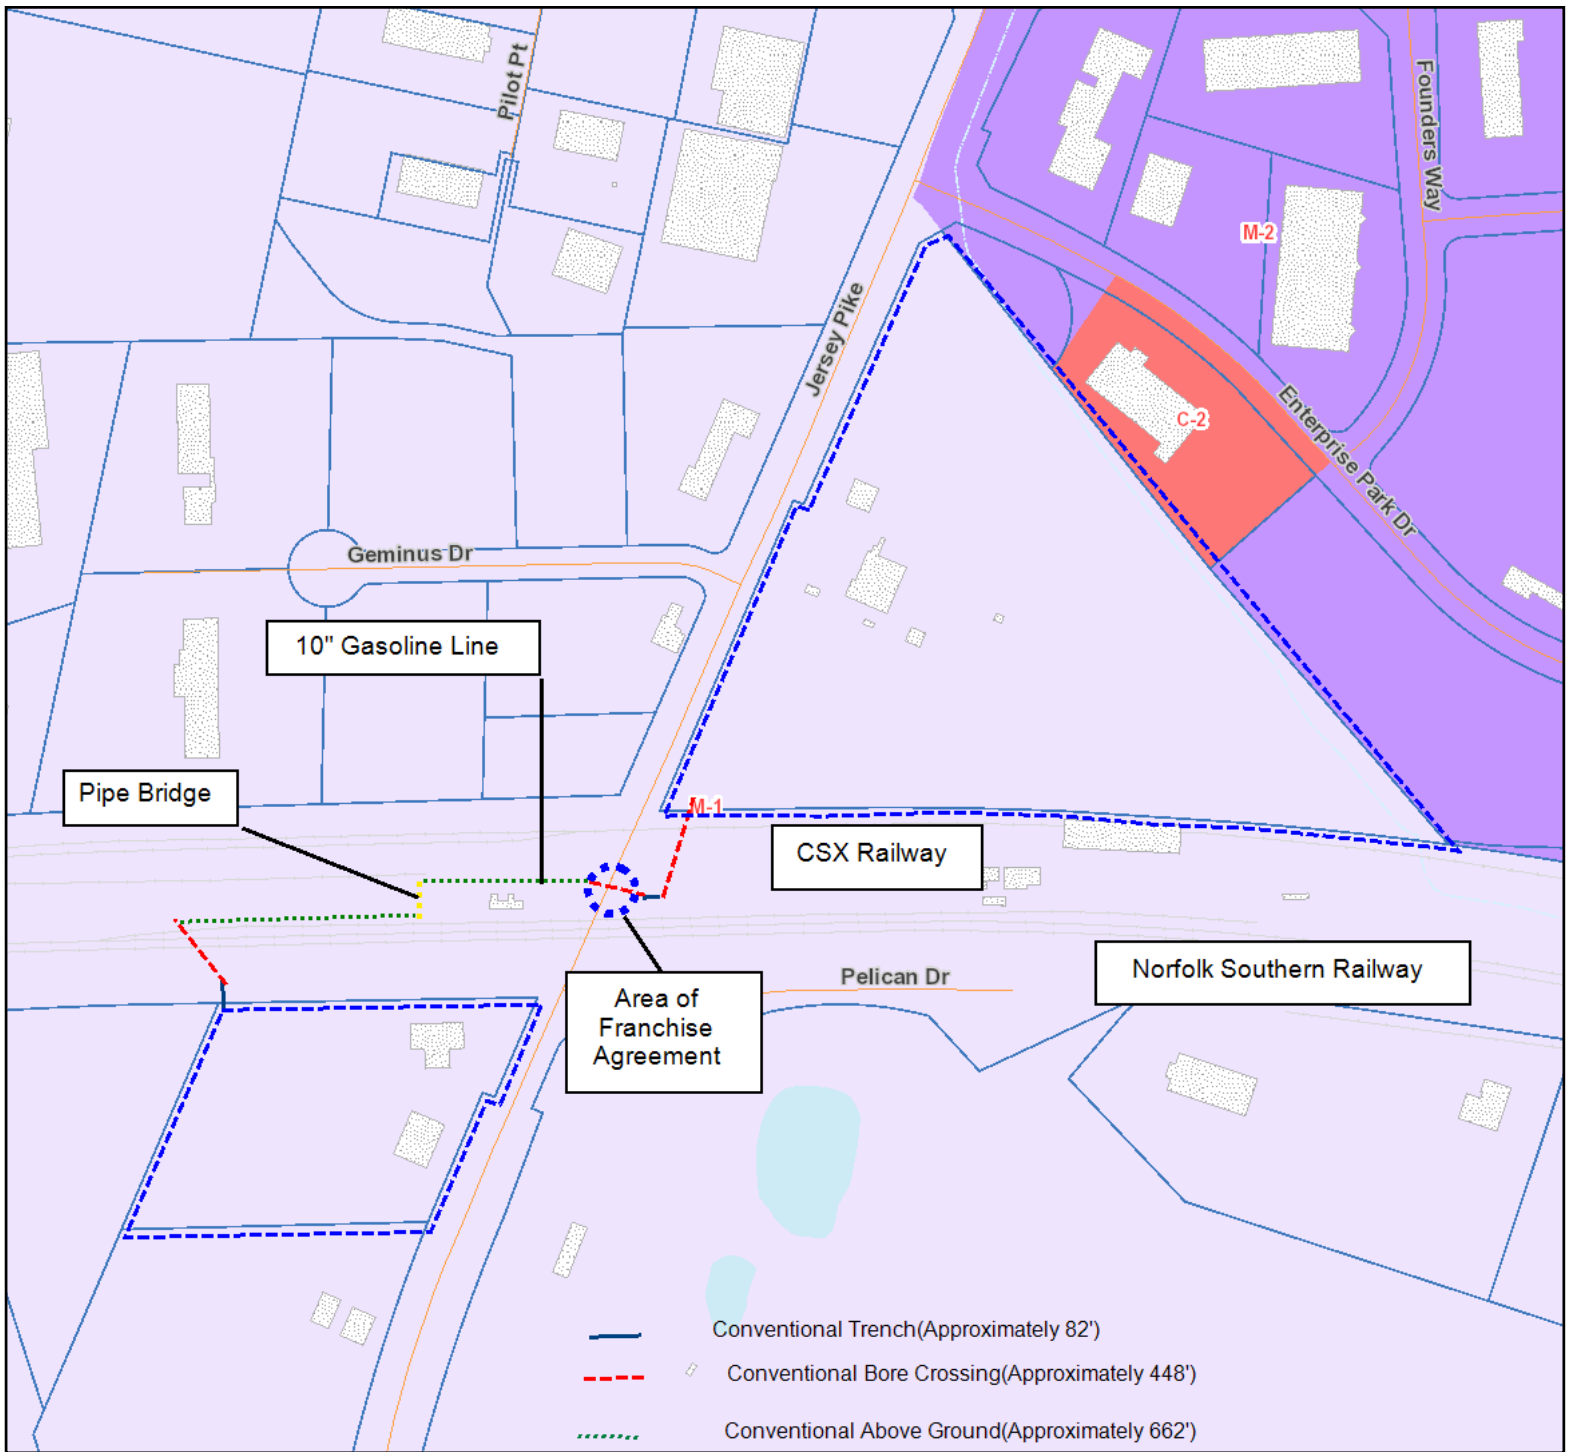 Pilot Pt
Founders Way
M-2
Jersey Pike
C-2
Enterprise Park Dr
Geminus Dr
10" Gasoline Line
Pipe Bridge
M-1
CSX Railway
Norfolk Southern Railway
Pelican Dr
Area of
Franchise
Agreement
Conventional Trench(Approximately 82')
Conventional Bore Crossing(Approximately 448')
Conventional Above Ground(Approximately 662')